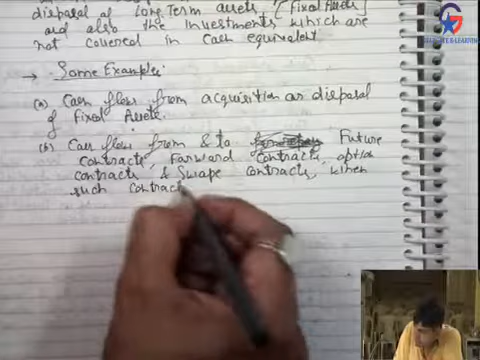 disposal of Long Term assets, [Fixed Assets]
and also the Investments which are
not covered in Cash equivalent
→ Some Examples
(a) Cash flow from acquisition or disposal
of Fixed Assets.
(b) Cash flow from & to Future
contracts, Forward contracts, option
contracts, & Swaps contracts, when
such contract